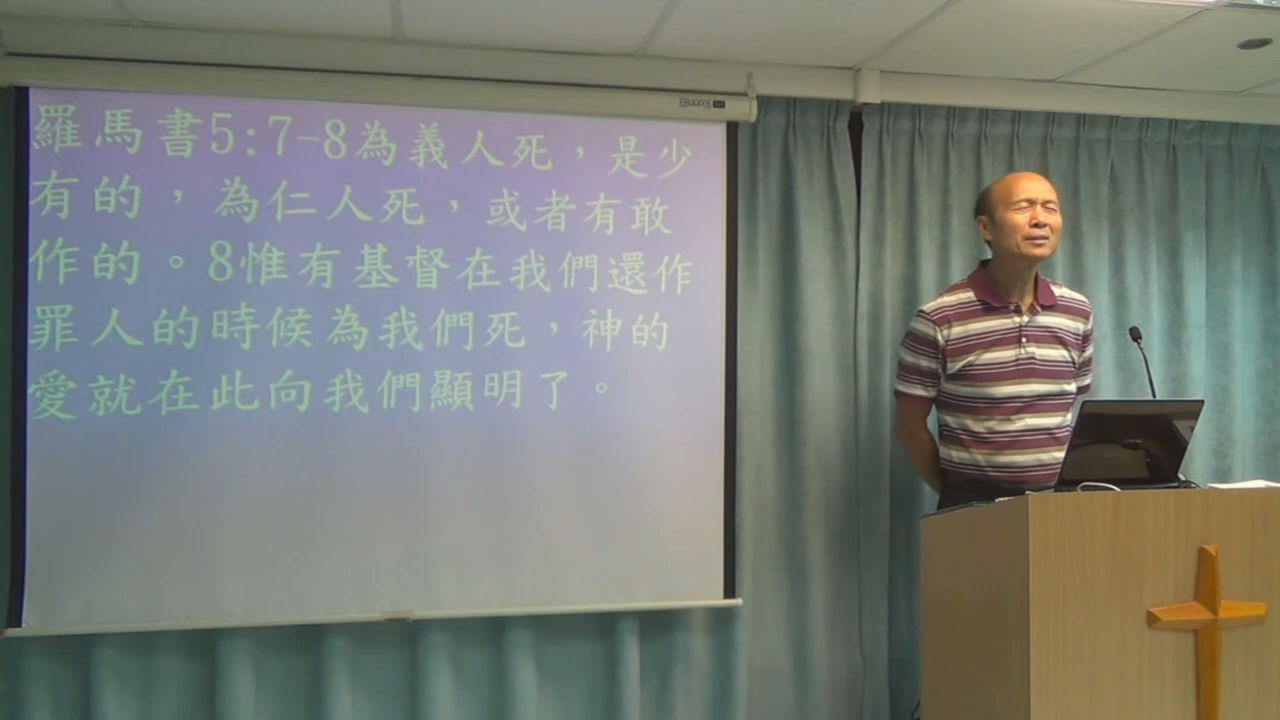 羅馬書5:7-8為義人死，是少
有的，為仁人死，或者有敢
作的。8惟有基督在我們還作
罪人的時候為我們死，神的
愛就在此向我們顯明了。